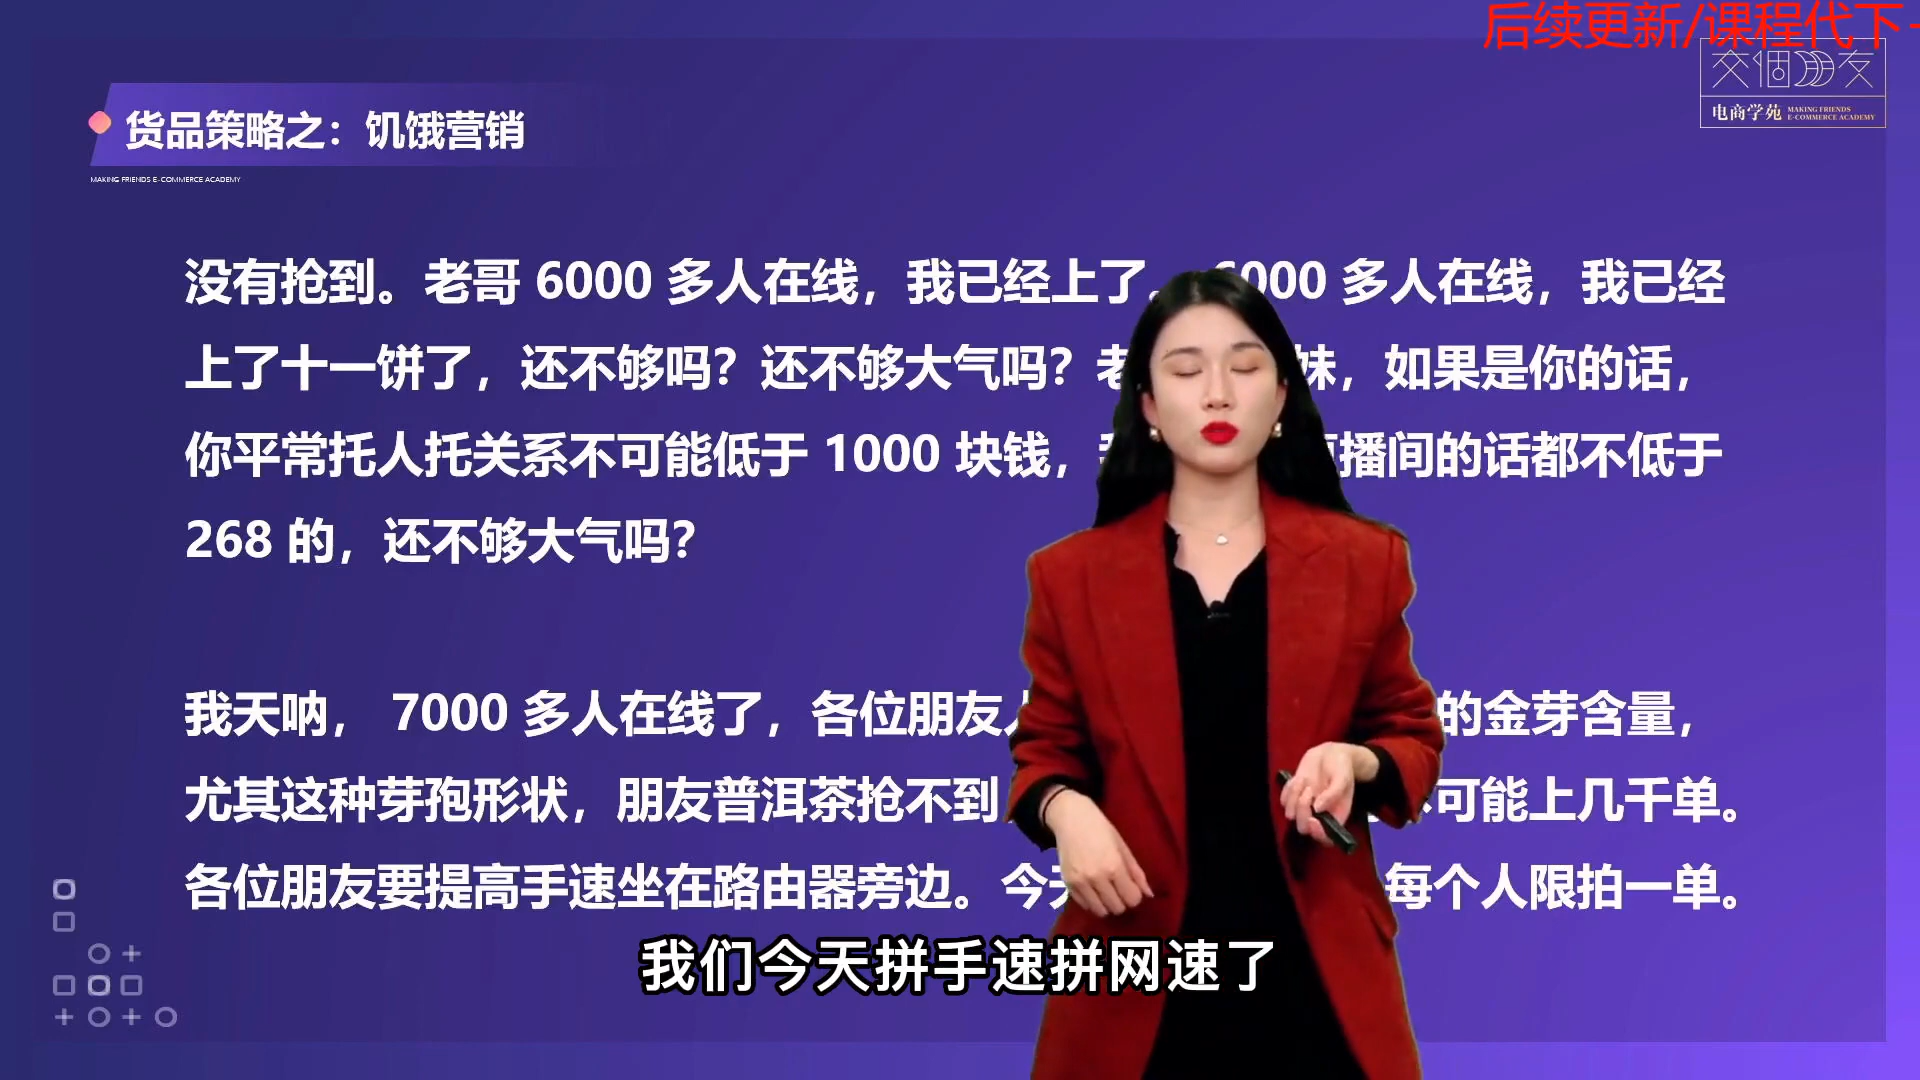 后续更新/课程代下
交個朋友
电商学苑 MAKING FRIENDS
E-COMMERCE ACADEMY
货品策略之：饥饿营销
MAKING FRIENDS E-COMMERCE ACADEMY
没有抢到。老哥 6000 多人在线，我已经上了。6000 多人在线，我已经
上了十一饼了，还不够吗？还不够大气吗？老 妹，如果是你的话，
你平常托人托关系不可能低于 1000 块钱， 播间的话都不低于
268 的，还不够大气吗？
我天呐， 7000 多人在线了，各位朋友 的金芽含量，
尤其这种芽孢形状，朋友普洱茶抢不到 可能上几千单。
各位朋友要提高手速坐在路由器旁边。今 每个人限拍一单。
我们今天拼手速拼网速了